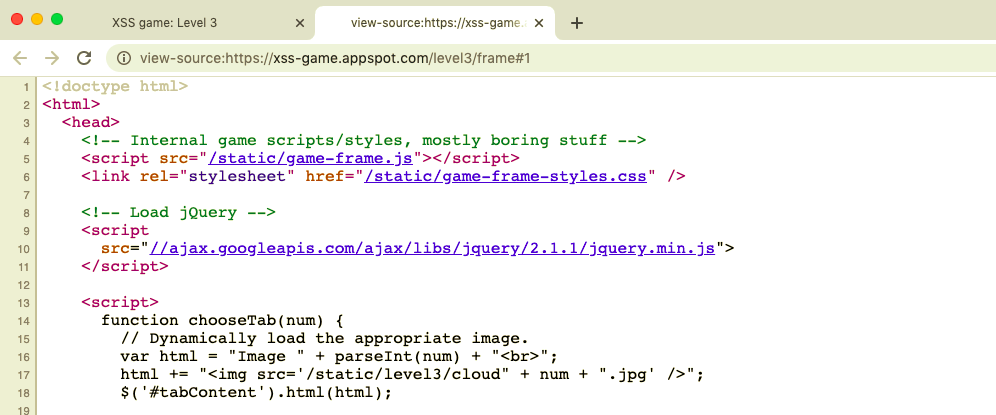 XSS game: Level 3
view-source:https://xss-game.
view-source:https://xss-game.appspot.com/level3/frame#1
1 <!doctype html>
2 <html>
3 <head>
4 <!-- Internal game scripts/styles, mostly boring stuff -->
5 <script src="/static/game-frame.js"></script>
6 <link rel="stylesheet" href="/static/game-frame-styles.css" />
7
8 <!-- Load jQuery -->
9 <script
10 src="//ajax.googleapis.com/ajax/libs/jquery/2.1.1/jquery.min.js">
11 </script>
12
13 <script>
14 function chooseTab(num) {
15 // Dynamically load the appropriate image.
16 var html = "Image " + parseInt(num) + "<br>";
17 html += "<img src='/static/level3/cloud" + num + ".jpg' />";
18 $('#tabContent').html(html);
19